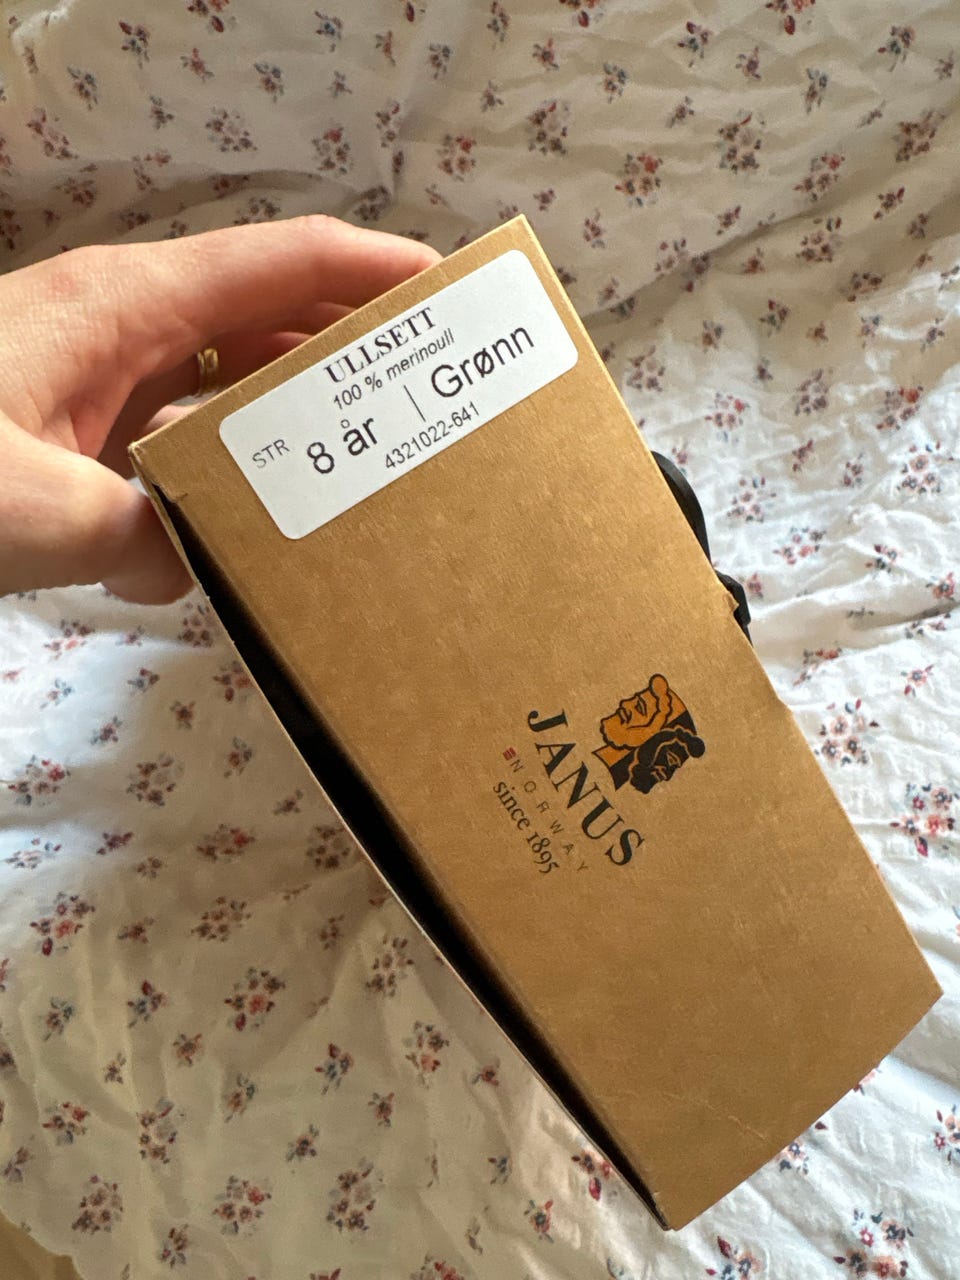 ULLSETT
100 % merinoull
STR 8 år | Grønn
4321022-641
JANUS
NORWAY
since 1895